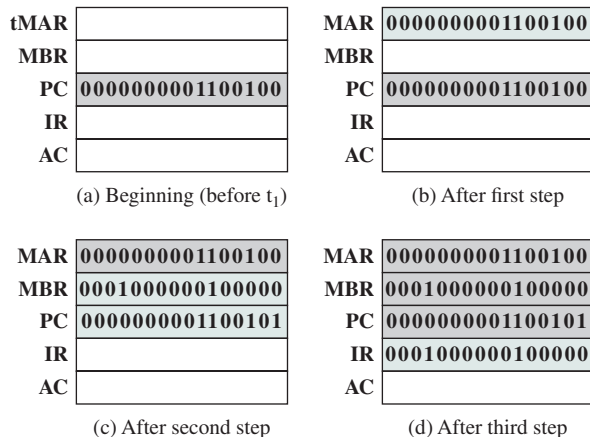 tMAR
MBR
PC 0000000001100100
IR
AC
(a) Beginning (before t1)
MAR 0000000001100100
MBR
PC 0000000001100100
IR
AC
(b) After first step
MAR 0000000001100100
MBR 0001000000100000
PC 0000000001100101
IR
AC
(c) After second step
MAR 0000000001100100
MBR 0001000000100000
PC 0000000001100101
IR 0001000000100000
AC
(d) After third step